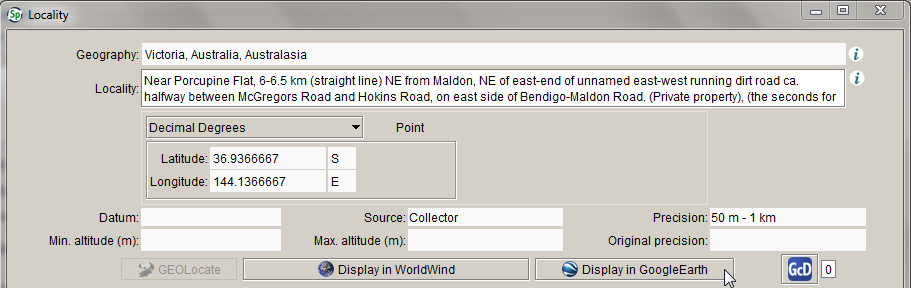 Sp Locality
Geography: Victoria, Australia, Australasia
Locality: Near Porcupine Flat, 6-6.5 km (straight line) NE from Maldon, NE of east-end of unnamed east-west running dirt road ca.
halfway between McGregors Road and Hokins Road, on east side of Bendigo-Maldon Road. (Private property), (the seconds for
Decimal Degrees Point
Latitude: 36.9366667 S
Longitude: 144.1366667 E
Datum: Source: Collector Precision: 50 m - 1 km
Min. altitude (m): Max. altitude (m): Original precision:
GEOLocate Display in WorldWind Display in GoogleEarth GcD 0